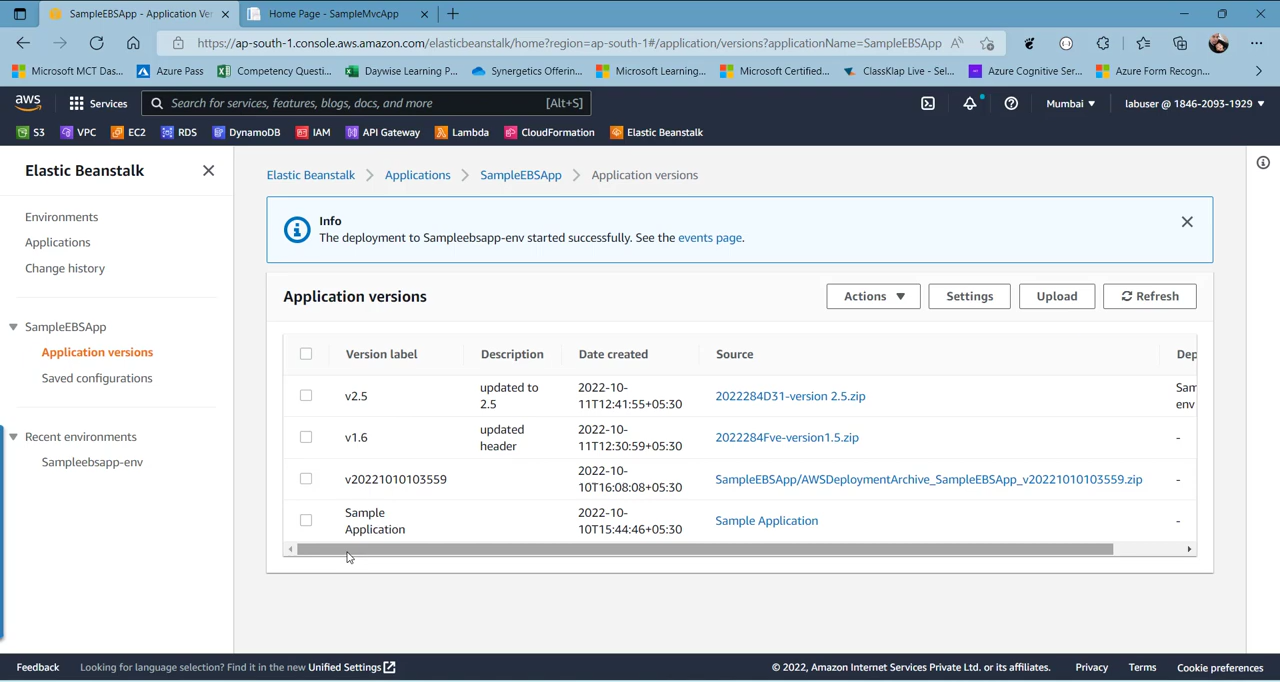 SampleEBSApp - Application Ver
Home Page - SampleMvcApp
https://ap-south-1.console.aws.amazon.com/elasticbeanstalk/home?region=ap-south-1#/application/versions?applicationName=SampleEBSApp
Microsoft MCT Das...
Azure Pass
Competency Questi...
Daywise Learning P...
Synergetics Offerin...
Microsoft Learning...
Microsoft Certified...
ClassKlap Live - Sel...
Azure Cognitive Ser...
Azure Form Recogn...
aws
Services
Search for services, features, blogs, docs, and more
[Alt+S]
Mumbai
labuser @ 1846-2093-1929
S3
VPC
EC2
RDS
DynamoDB
IAM
API Gateway
Lambda
CloudFormation
Elastic Beanstalk
Elastic Beanstalk
Environments
Applications
Change history
SampleEBSApp
Application versions
Saved configurations
Recent environments
Sampleebsapp-env
Elastic Beanstalk
Applications
SampleEBSApp
Application versions
Info
The deployment to Sampleebsapp-env started successfully. See the events page.
Application versions
Actions
Settings
Upload
Refresh
Version label
Description
Date created
Source
Dep
v2.5
updated to
2.5
2022-10-
11T12:41:55+05:30
2022284D31-version 2.5.zip
Sam
env
v1.6
updated
header
2022-10-
11T12:30:59+05:30
2022284Fve-version1.5.zip
-
v20221010103559
2022-10-
10T16:08:08+05:30
SampleEBSApp/AWSDeploymentArchive_SampleEBSApp_v20221010103559.zip
-
Sample
Application
2022-10-
10T15:44:46+05:30
Sample Application
-
Feedback
Looking for language selection? Find it in the new Unified Settings
© 2022, Amazon Internet Services Private Ltd. or its affiliates.
Privacy
Terms
Cookie preferences